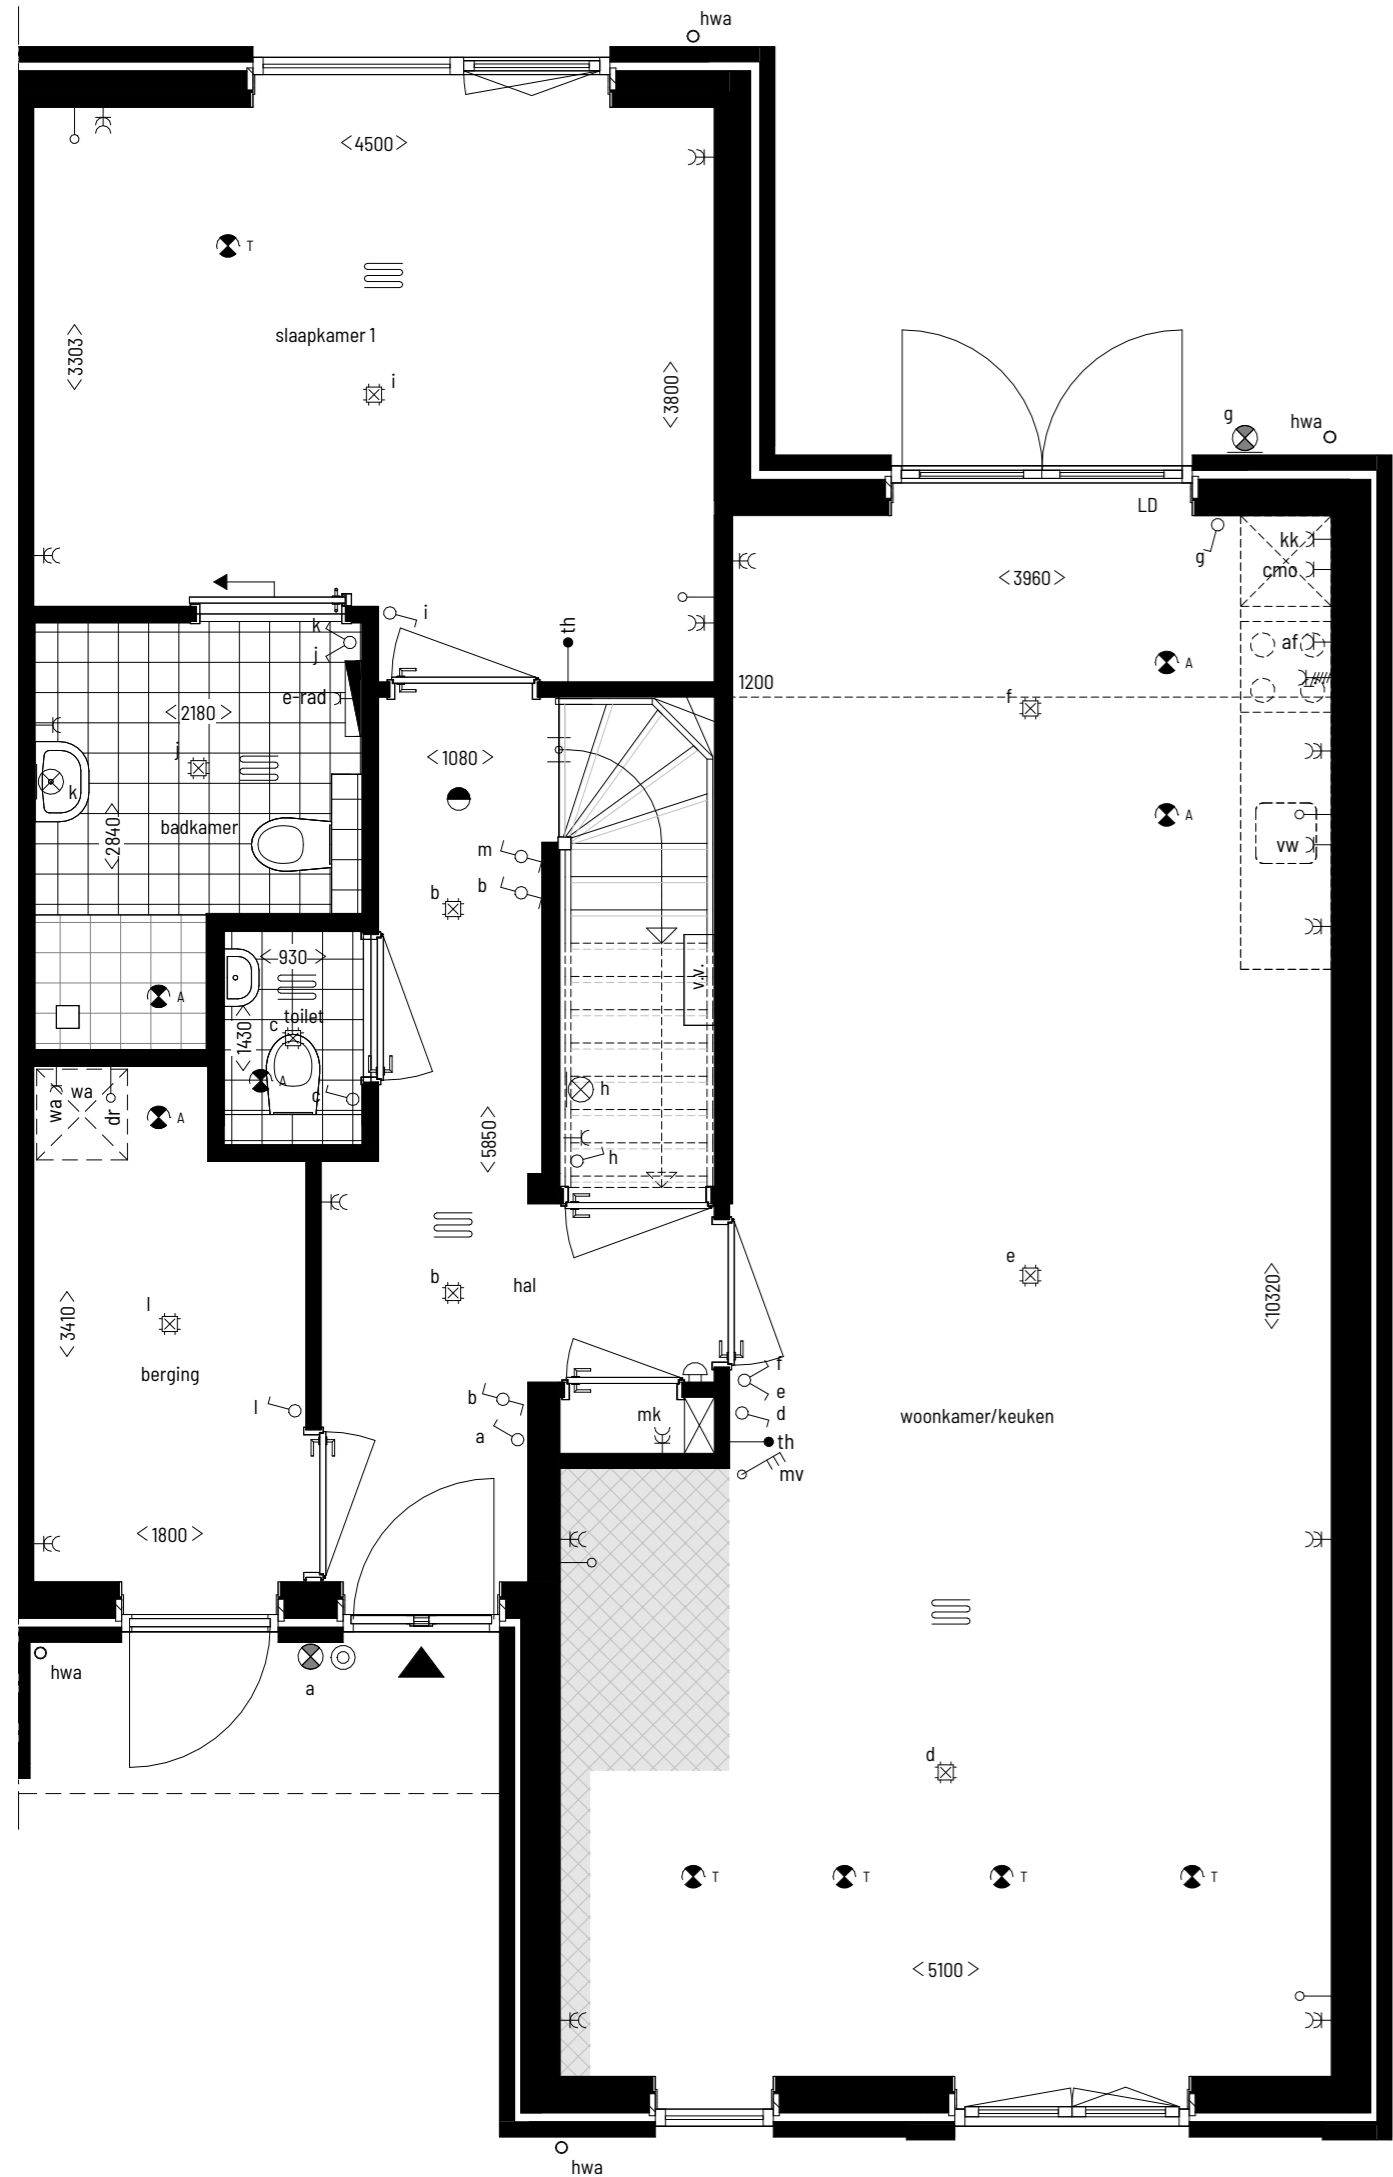 hwa
<4500>
T
slaapkamer 1
<3303>
i
<3800>
g
hwa
LD
g
kk
<3960>
cmo
i
th
k
j
af
A
e-rad
1200
f
<2180>
j
<1080>
k
A
badkamer
<2840>
m
vw
b
b
<930>
v.v.
A
toilet
c
<1430>
A
wa
wa
dr
c
h
A
<5850>
h
b
hal
e
l
<3410>
<10320>
berging
f
e
b
l
mk
d
woonkamer/keuken
a
th
mv
<1800>
hwa
a
d
T
T
T
T
<5100>
hwa